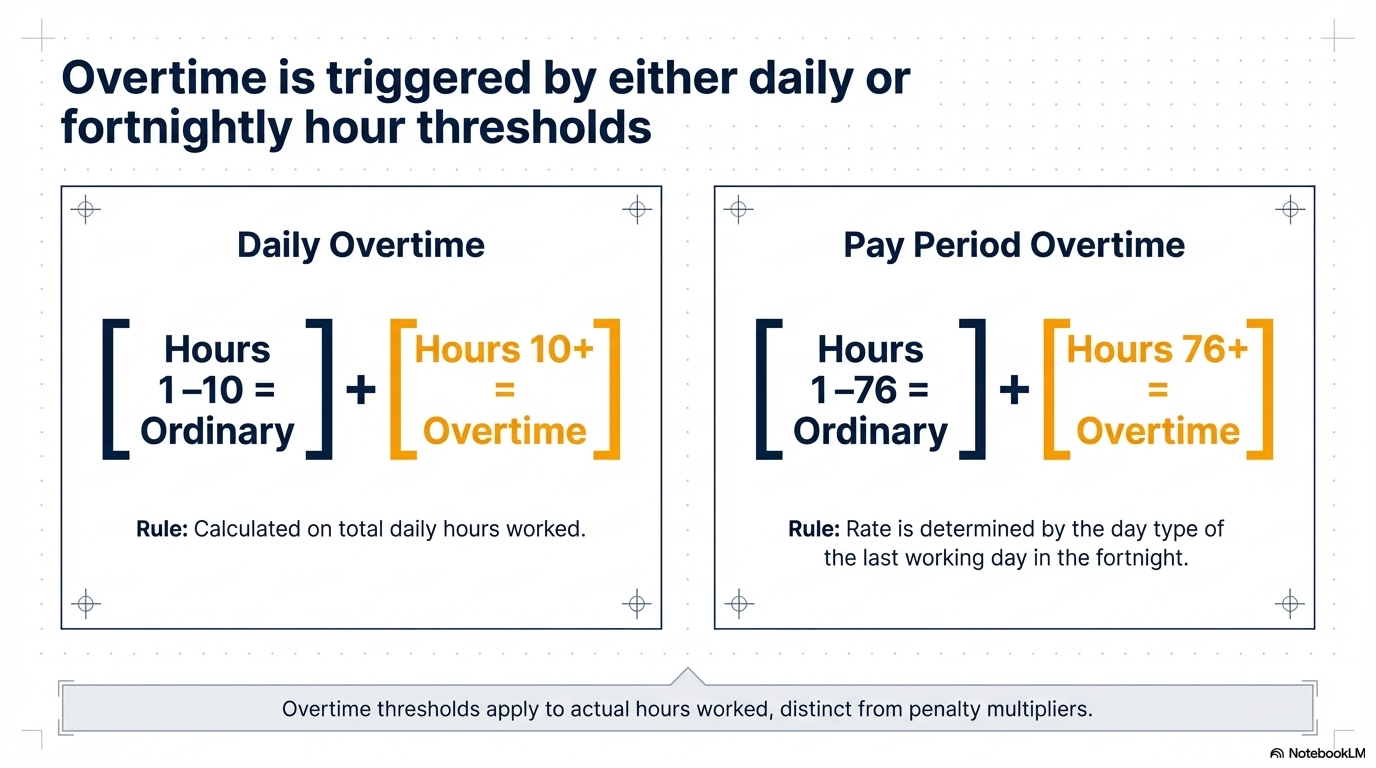 Overtime is triggered by either daily or
fortnightly hour thresholds
Daily Overtime
Hours
1–10 =
Ordinary
+
Hours 10+
=
Overtime
Rule: Calculated on total daily hours worked.
Pay Period Overtime
Hours
1–76 =
Ordinary
+
Hours 76+
=
Overtime
Rule: Rate is determined by the day type of
the last working day in the fortnight.
Overtime thresholds apply to actual hours worked, distinct from penalty multipliers.
NotebookLM